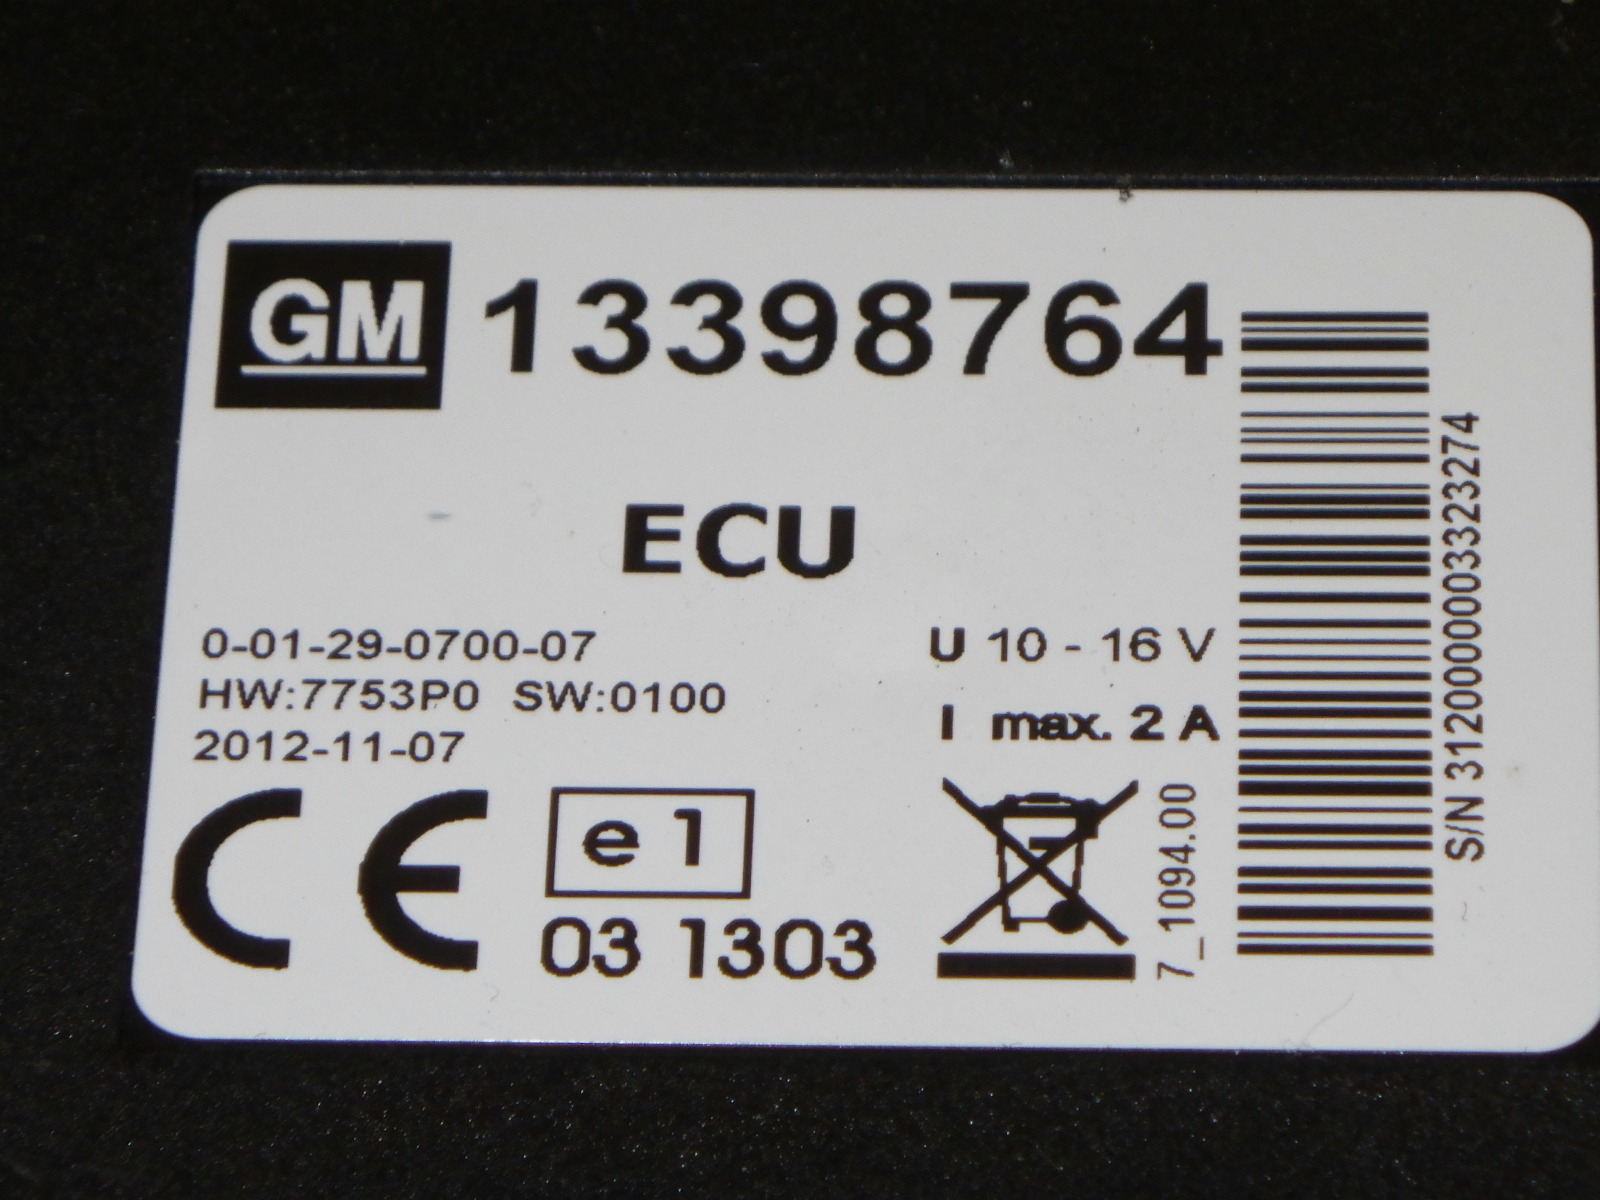 GM 13398764
ECU
0-01-29-0700-07
HW:7753P0 SW:0100
2012-11-07
U 10 - 16 V
I max. 2 A
CE
e1
03 1303
7_1094.00
S/N 3120000000323274